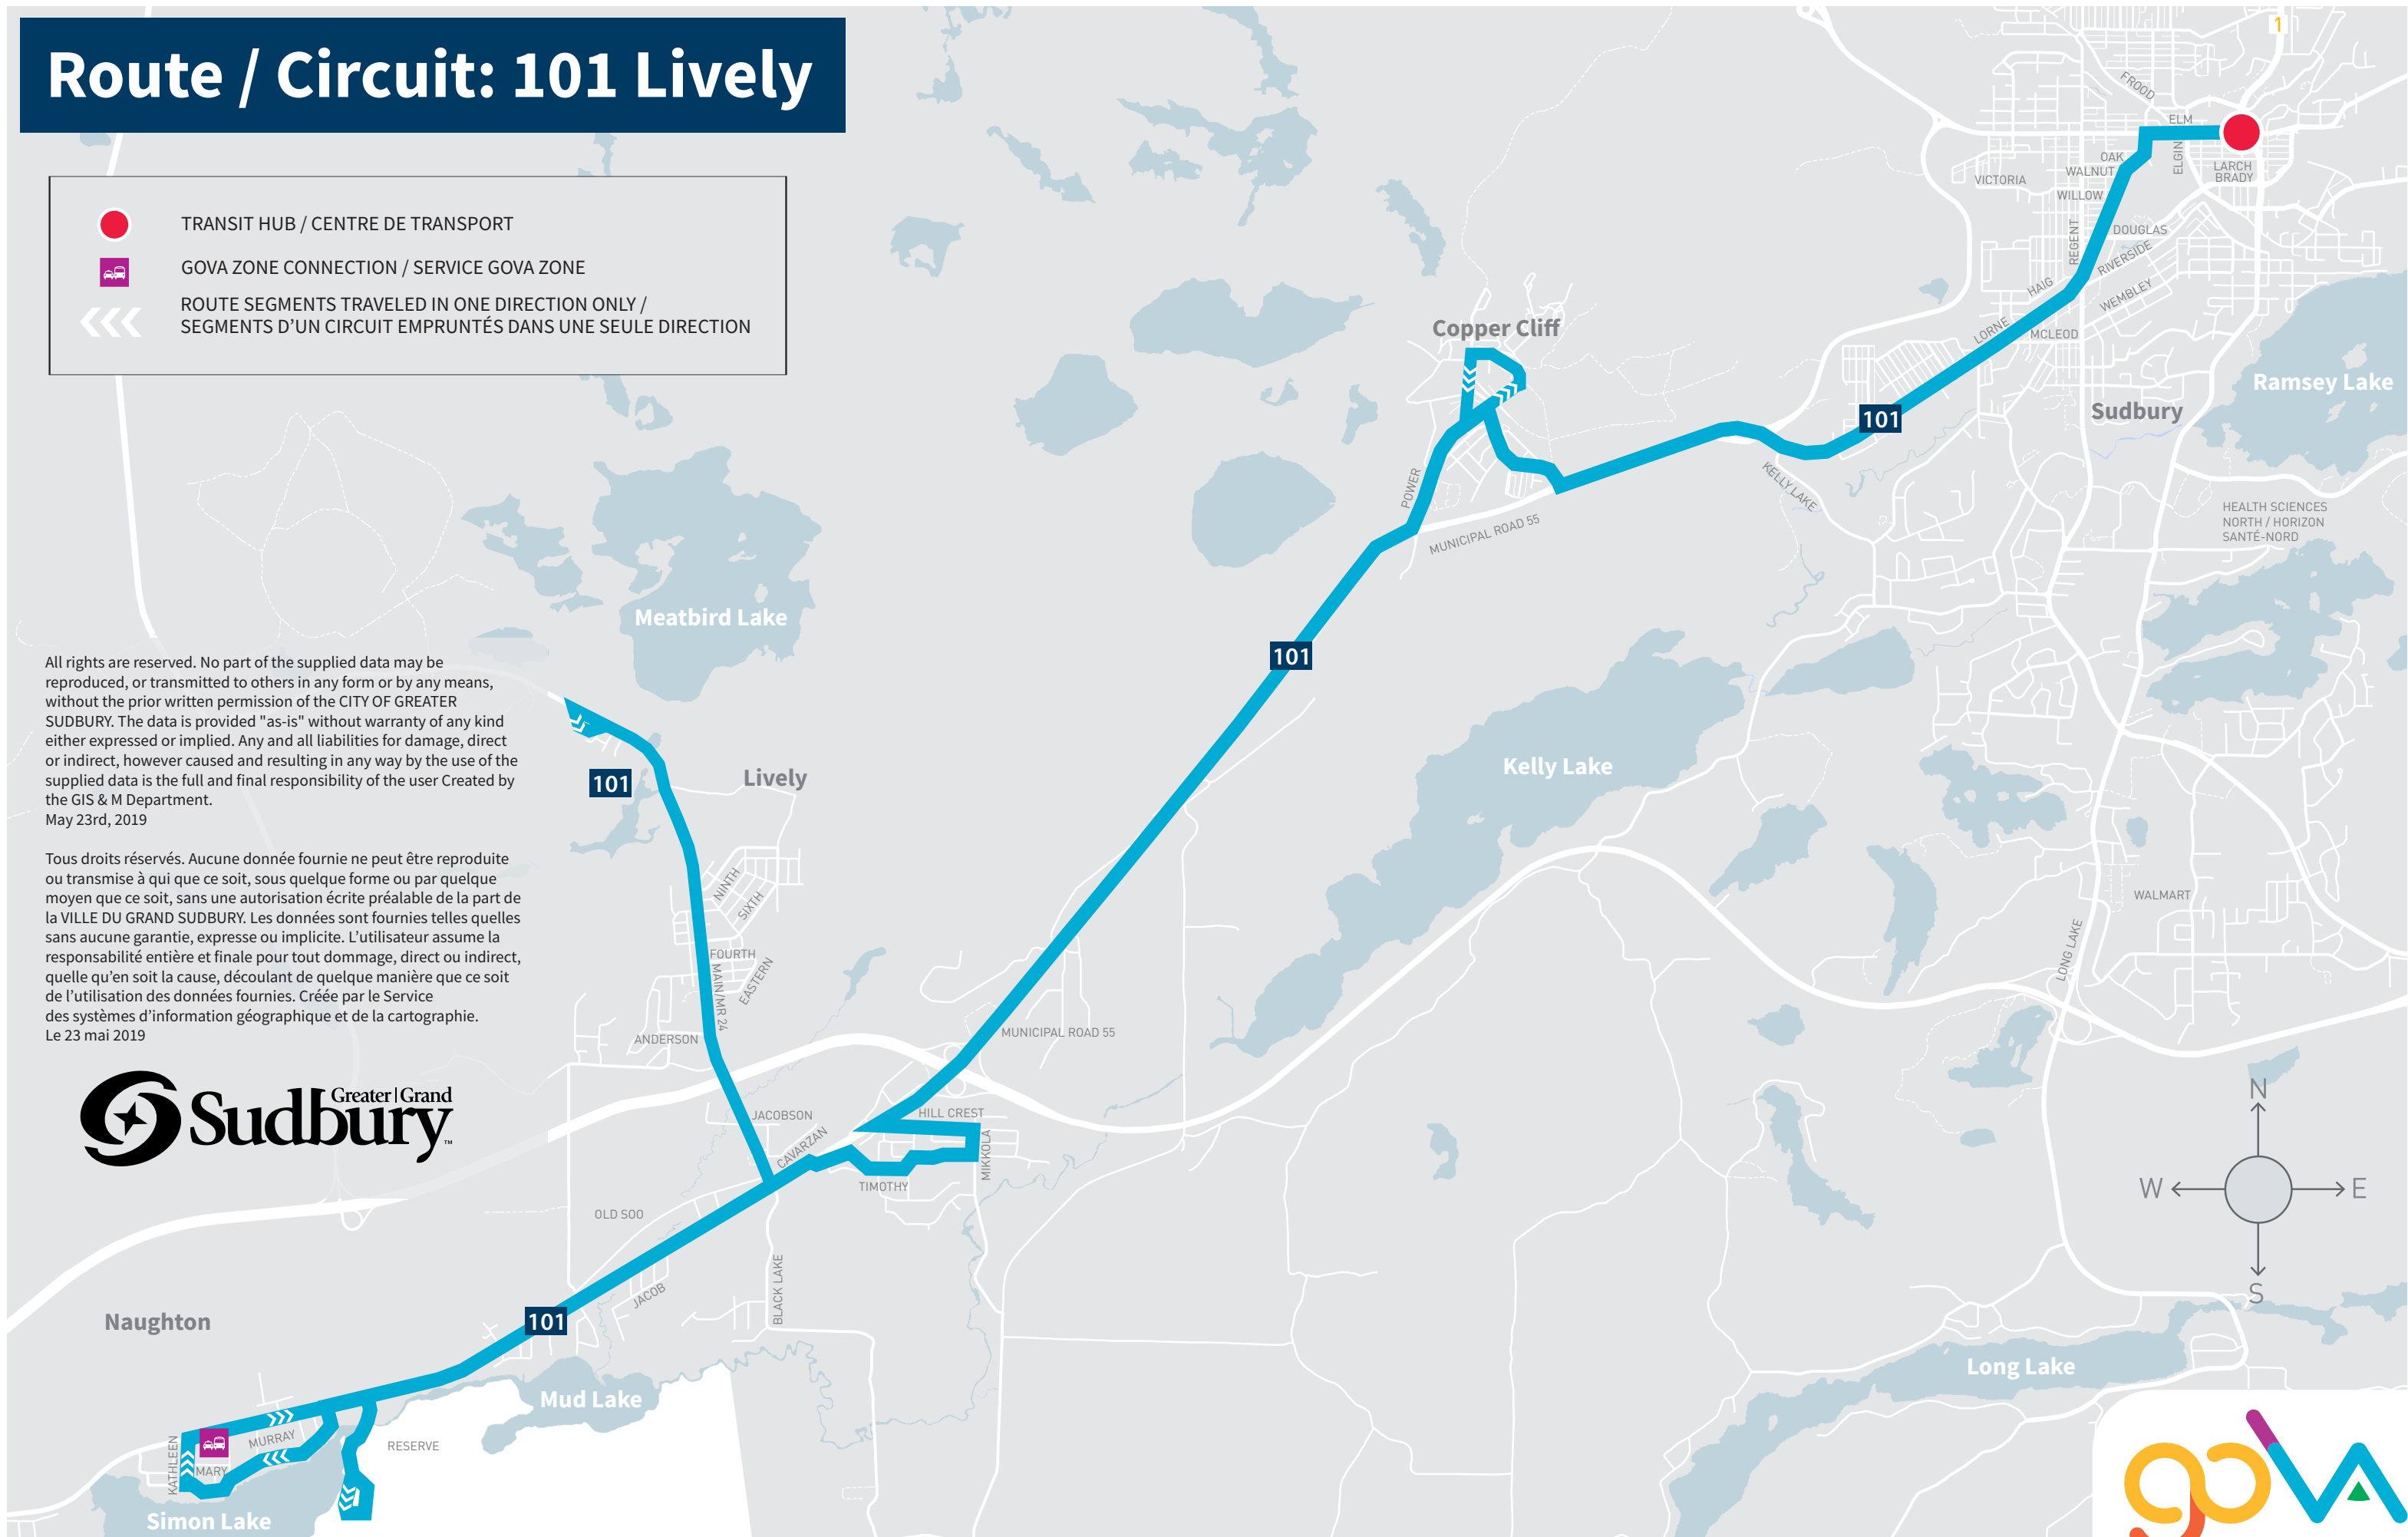 Route / Circuit: 101 Lively
TRANSIT HUB / CENTRE DE TRANSPORT
GOVA ZONE CONNECTION / SERVICE GOVA ZONE
ROUTE SEGMENTS TRAVELED IN ONE DIRECTION ONLY /
SEGMENTS D'UN CIRCUIT EMPRUNTÉS DANS UNE SEULE DIRECTION
1
FROOD
ELM
ELGIN
OAK
WALNUT
LARCH
BRADY
VICTORIA
WILLOW
REGENT
DOUGLAS
RIVERSIDE
HAIG
WEMBLEY
LORNE
MCLEOD
Copper Cliff
Ramsey Lake
Sudbury
101
KELLY LAKE
POWER
MUNICIPAL ROAD 55
HEALTH SCIENCES
NORTH / HORIZON
SANTÉ-NORD
Meatbird Lake
101
All rights are reserved. No part of the supplied data may be
reproduced, or transmitted to others in any form or by any means,
without the prior written permission of the CITY OF GREATER
SUDBURY. The data is provided "as-is" without warranty of any kind
either expressed or implied. Any and all liabilities for damage, direct
or indirect, however caused and resulting in any way by the use of the
supplied data is the full and final responsibility of the user Created by
the GIS & M Department.
May 23rd, 2019
Tous droits réservés. Aucune donnée fournie ne peut être reproduite
ou transmise à qui que ce soit, sous quelque forme ou par quelque
moyen que ce soit, sans une autorisation écrite préalable de la part de
la VILLE DU GRAND SUDBURY. Les données sont fournies telles quelles
sans aucune garantie, expresse ou implicite. L'utilisateur assume la
responsabilité entière et finale pour tout dommage, direct ou indirect,
quelle qu'en soit la cause, découlant de quelque manière que ce soit
de l'utilisation des données fournies. Créée par le Service
des systèmes d'information géographique et de la cartographie.
Le 23 mai 2019
Greater | Grand
Sudbury™
101
Lively
Kelly Lake
NINTH
SIXTH
FOURTH
MAIN/MR 24
EASTERN
ANDERSON
WALMART
LONG LAKE
MUNICIPAL ROAD 55
JACOBSON
HILL CREST
CAVARZAN
MIKKOLA
TIMOTHY
OLD SOO
BLACK LAKE
JACOB
N
W
E
S
Naughton
101
Mud Lake
Long Lake
RESERVE
KATHLEEN
MURRAY
MARY
Simon Lake
gova